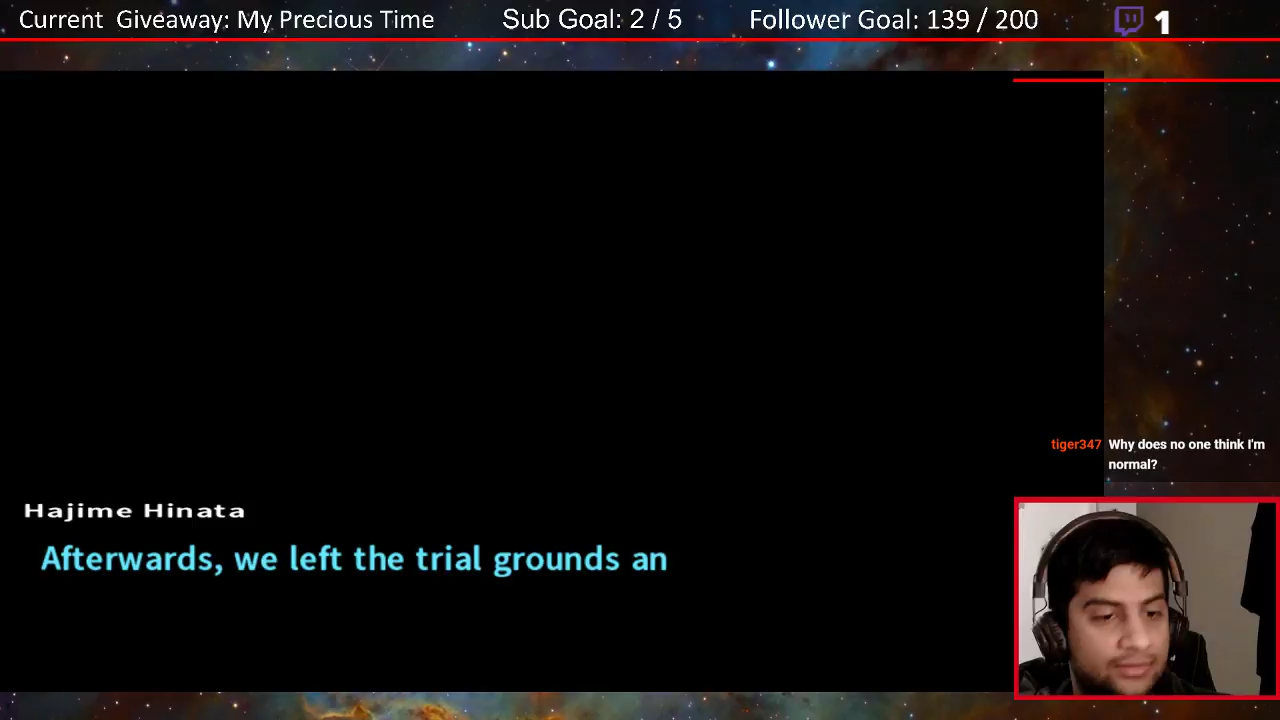 Current Giveaway: My Precious Time Sub Goal: 2 / 5 Follower Goal: 139 / 200 1
tiger347 Why does no one think I'm
normal?
Hajime Hinata
Afterwards, we left the trial grounds an